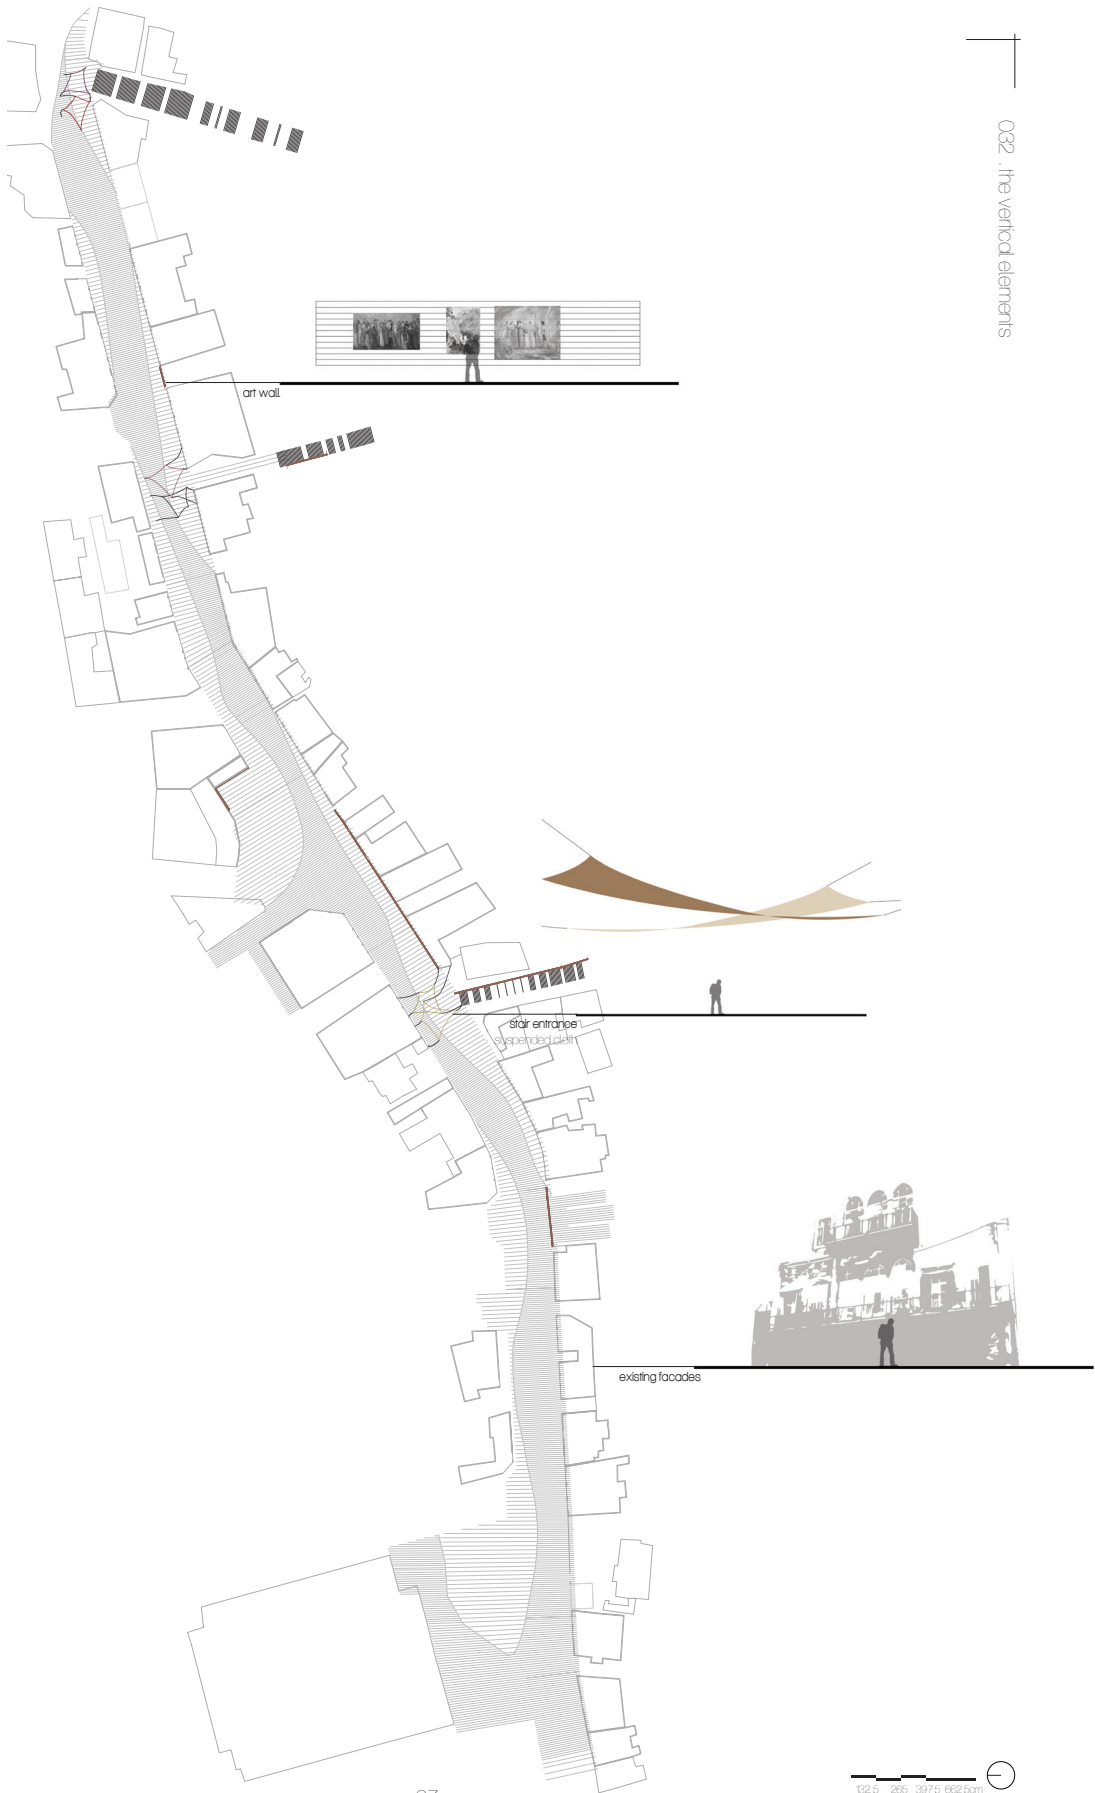 032 . the vertical elements
art wall
stair entrance
suspended cloth
existing facades
132,5 265 397,5 662,5cm